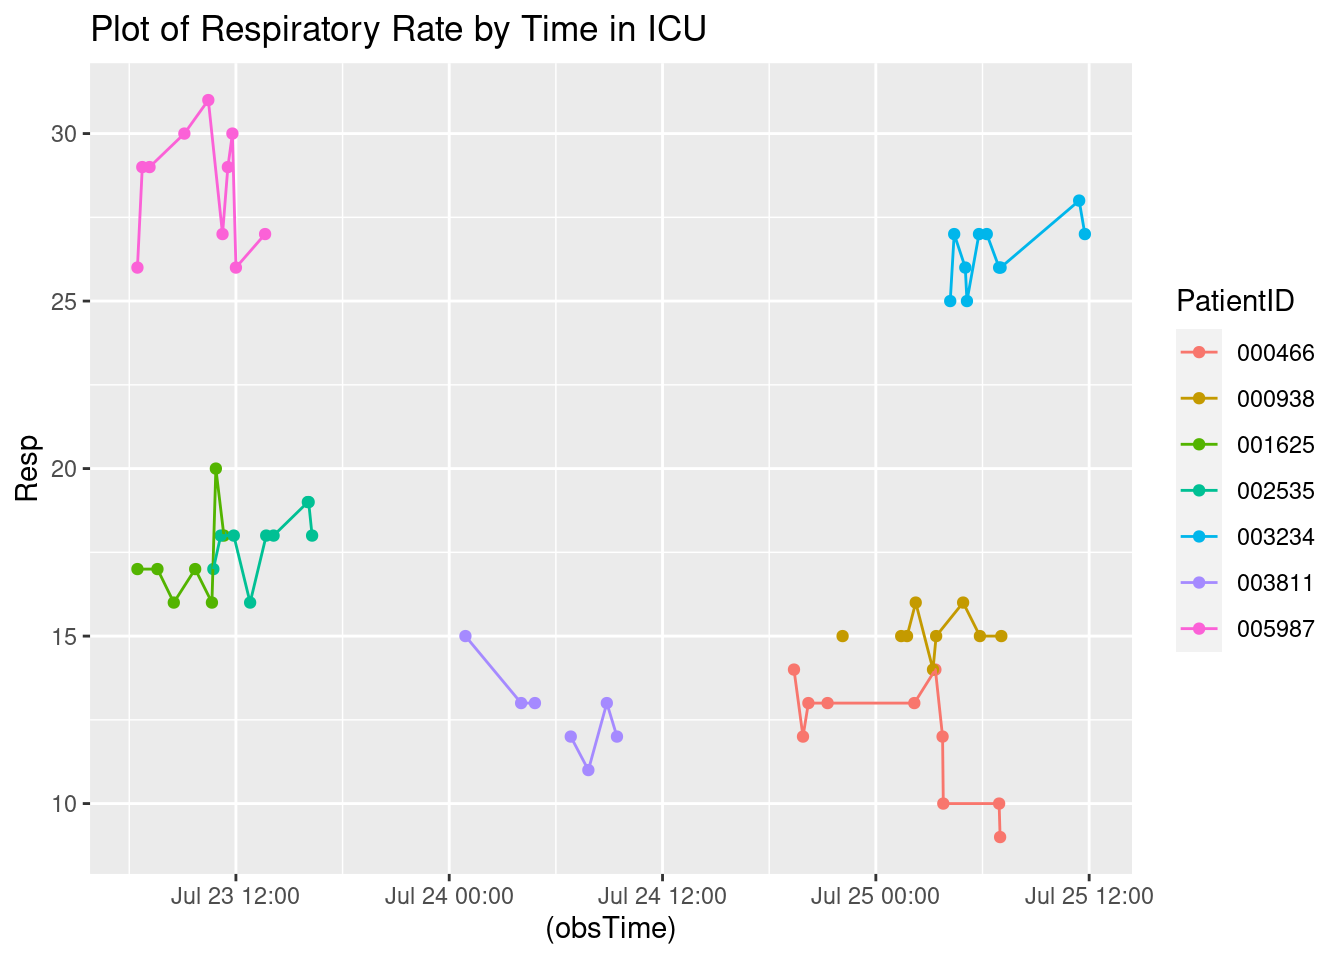 Plot of Respiratory Rate by Time in ICU
30
25
20
15
10
Resp
Jul 23 12:00
Jul 24 00:00
Jul 24 12:00
Jul 25 00:00
Jul 25 12:00
(obsTime)
PatientID
000466
000938
001625
002535
003234
003811
005987